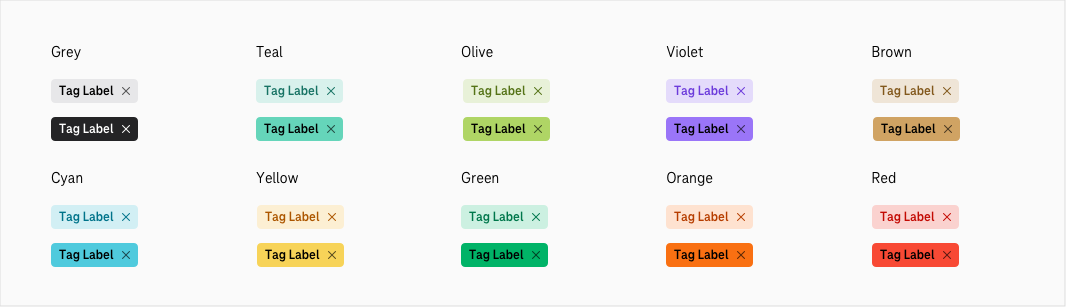 Grey Teal Olive Violet Brown
Tag Label × Tag Label × Tag Label × Tag Label × Tag Label ×
Tag Label × Tag Label × Tag Label × Tag Label × Tag Label ×
Cyan Yellow Green Orange Red
Tag Label × Tag Label × Tag Label × Tag Label × Tag Label ×
Tag Label × Tag Label × Tag Label × Tag Label × Tag Label ×